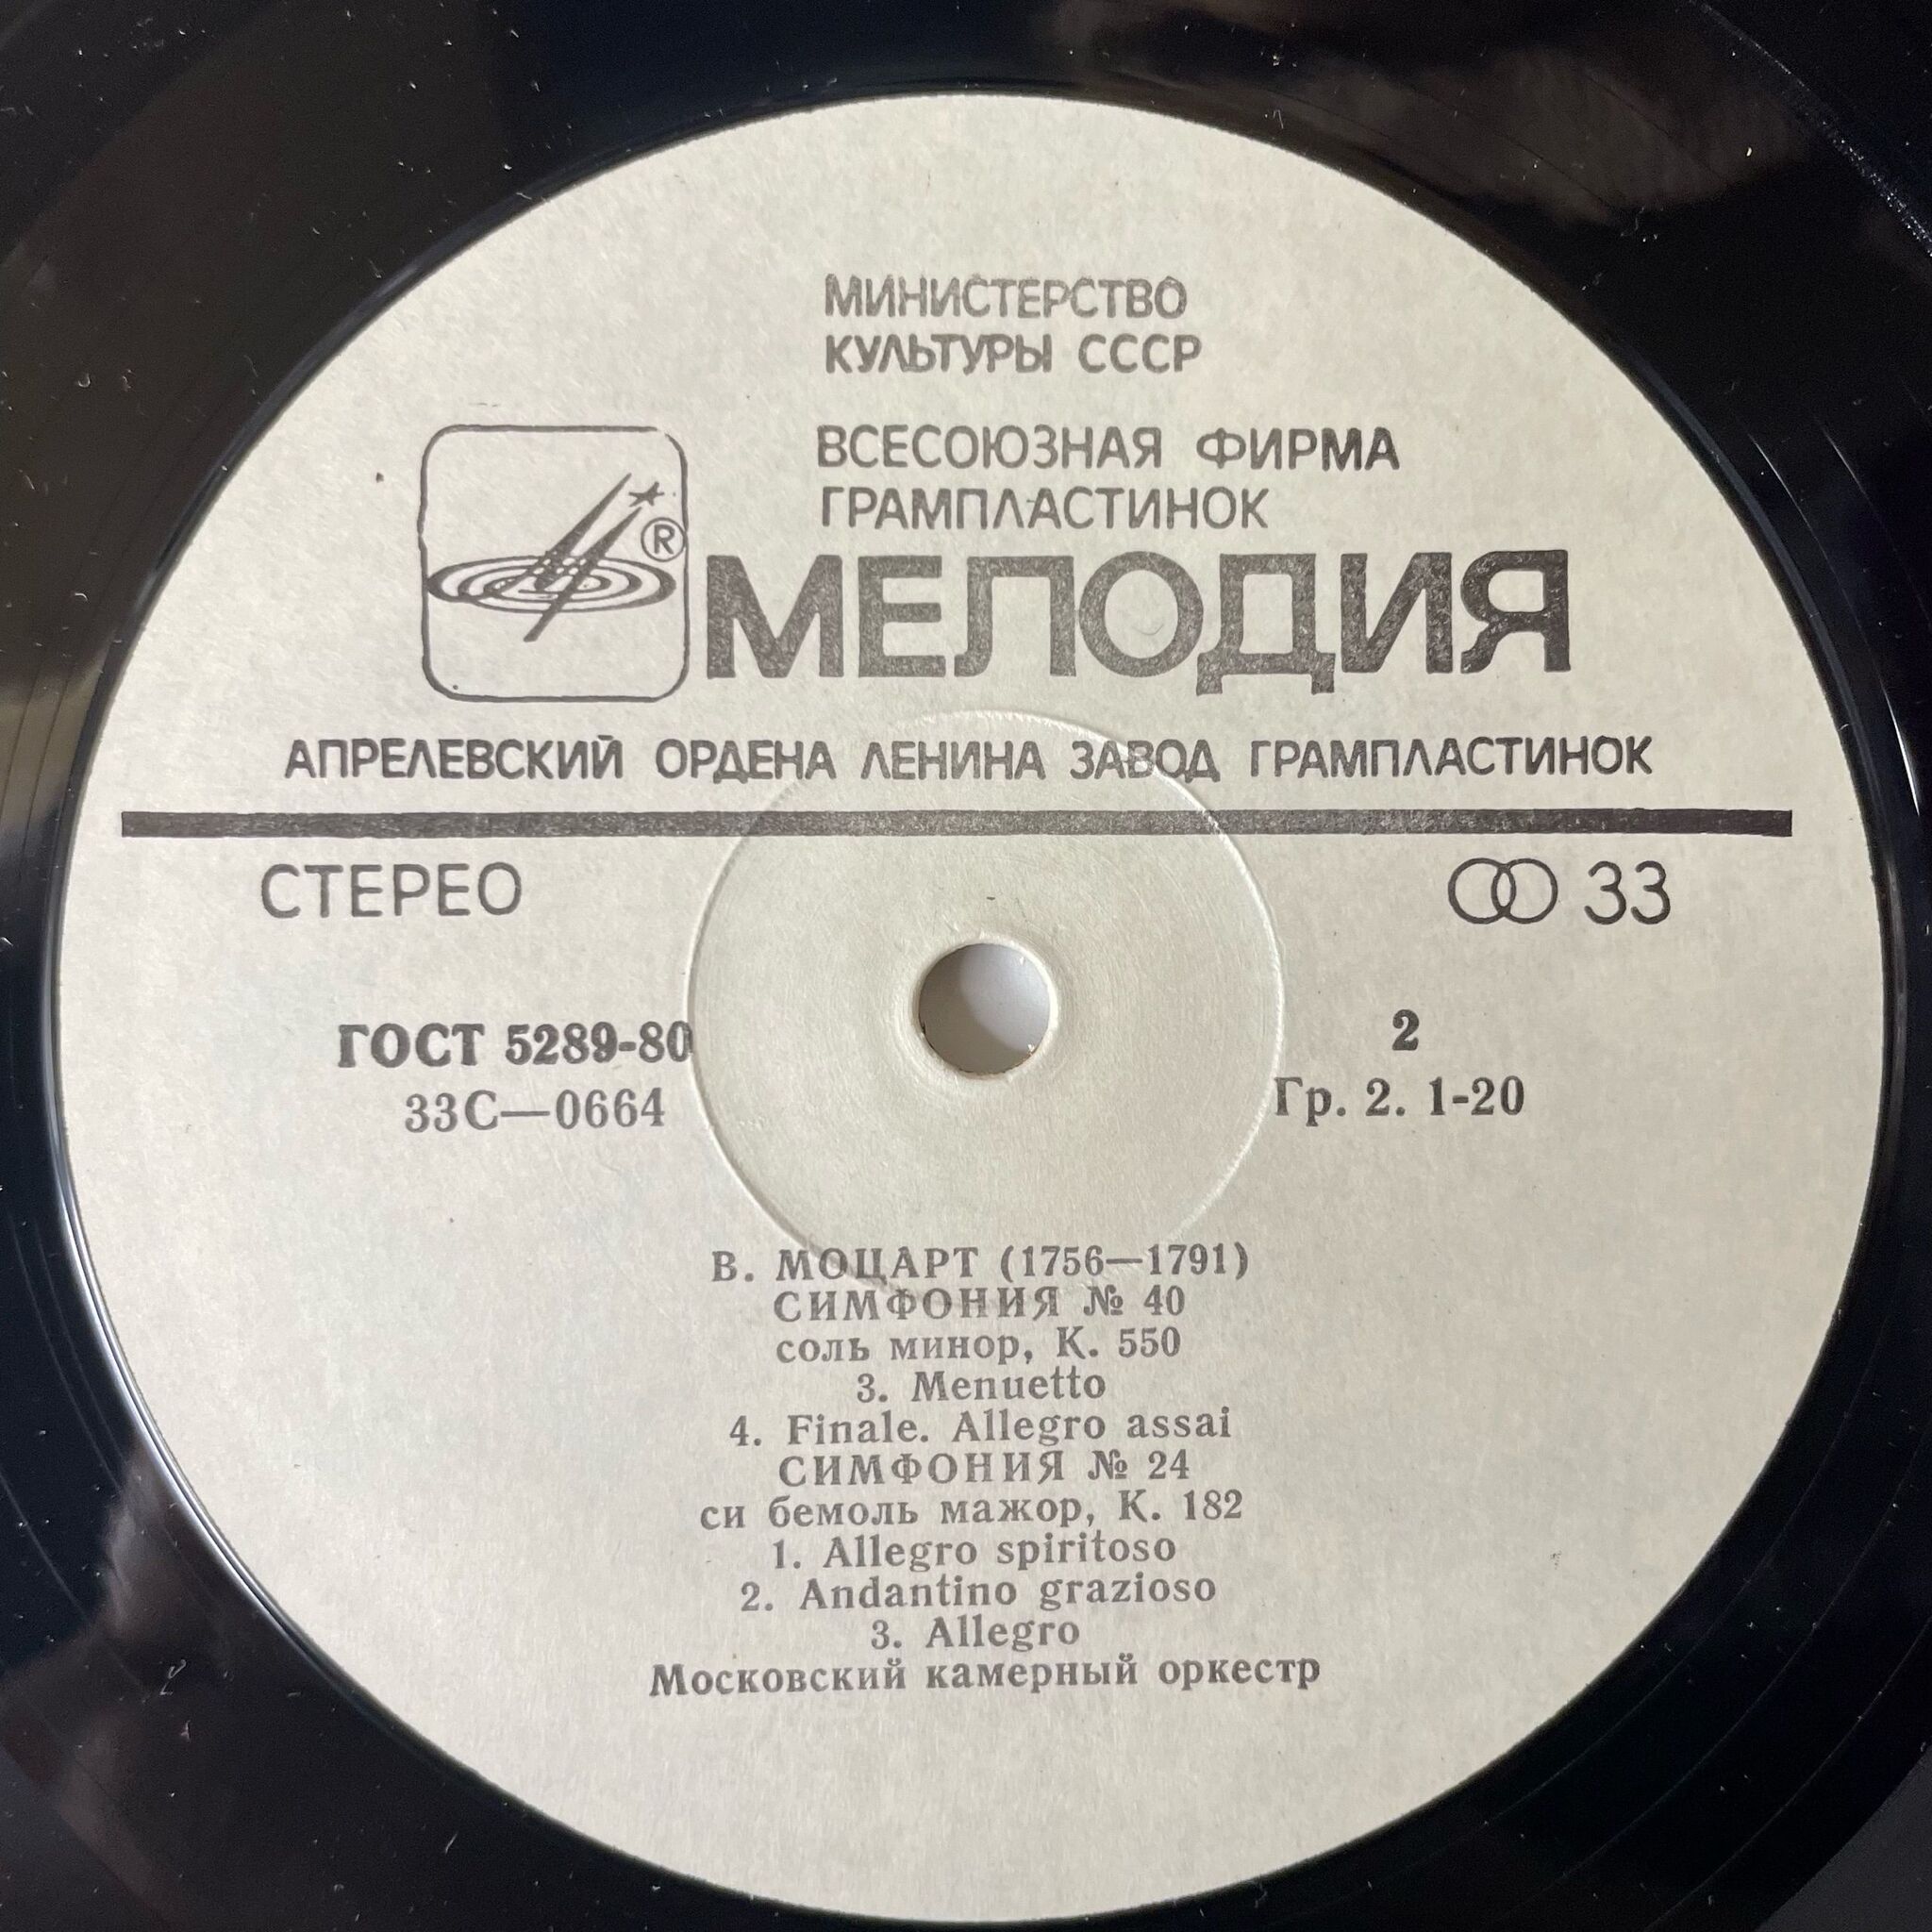 МИНИСТЕРСТВО
КУЛЬТУРЫ СССР
ВСЕСОЮЗНАЯ ФИРМА
ГРАМПЛАСТИНОК
®
МЕЛОДИЯ
АПРЕЛЕВСКИЙ ОРДЕНА ЛЕНИНА ЗАВОД ГРАМПЛАСТИНОК
СТЕРЕО
33
ГОСТ 5289-80
33С—0664
2
Гр. 2. 1-20
В. МОЦАРТ (1756—1791)
СИМФОНИЯ № 40
соль минор, К. 550
3. Menuetto
4. Finale. Allegro assai
СИМФОНИЯ № 24
си бемоль мажор, К. 182
1. Allegro spiritoso
2. Andantino grazioso
3. Allegro
Московский камерный оркестр